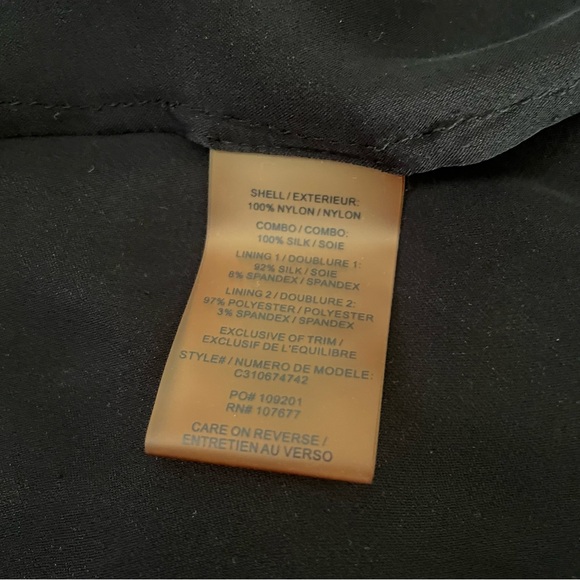 SHELL / EXTERIEUR:
100% NYLON / NYLON
COMBO / COMBO:
100% SILK / SOIE
LINING 1 / DOUBLURE 1:
92% SILK / SOIE
8% SPANDEX / SPANDEX
LINING 2 / DOUBLURE 2:
97% POLYESTER / POLYESTER
3% SPANDEX / SPANDEX
EXCLUSIVE OF TRIM /
EXCLUSIF DE L'EQUILIBRE
STYLE# / NUMERO DE MODELE:
C310674742
PO# 109201
RN# 107677
CARE ON REVERSE /
ENTRETIEN AU VERSO